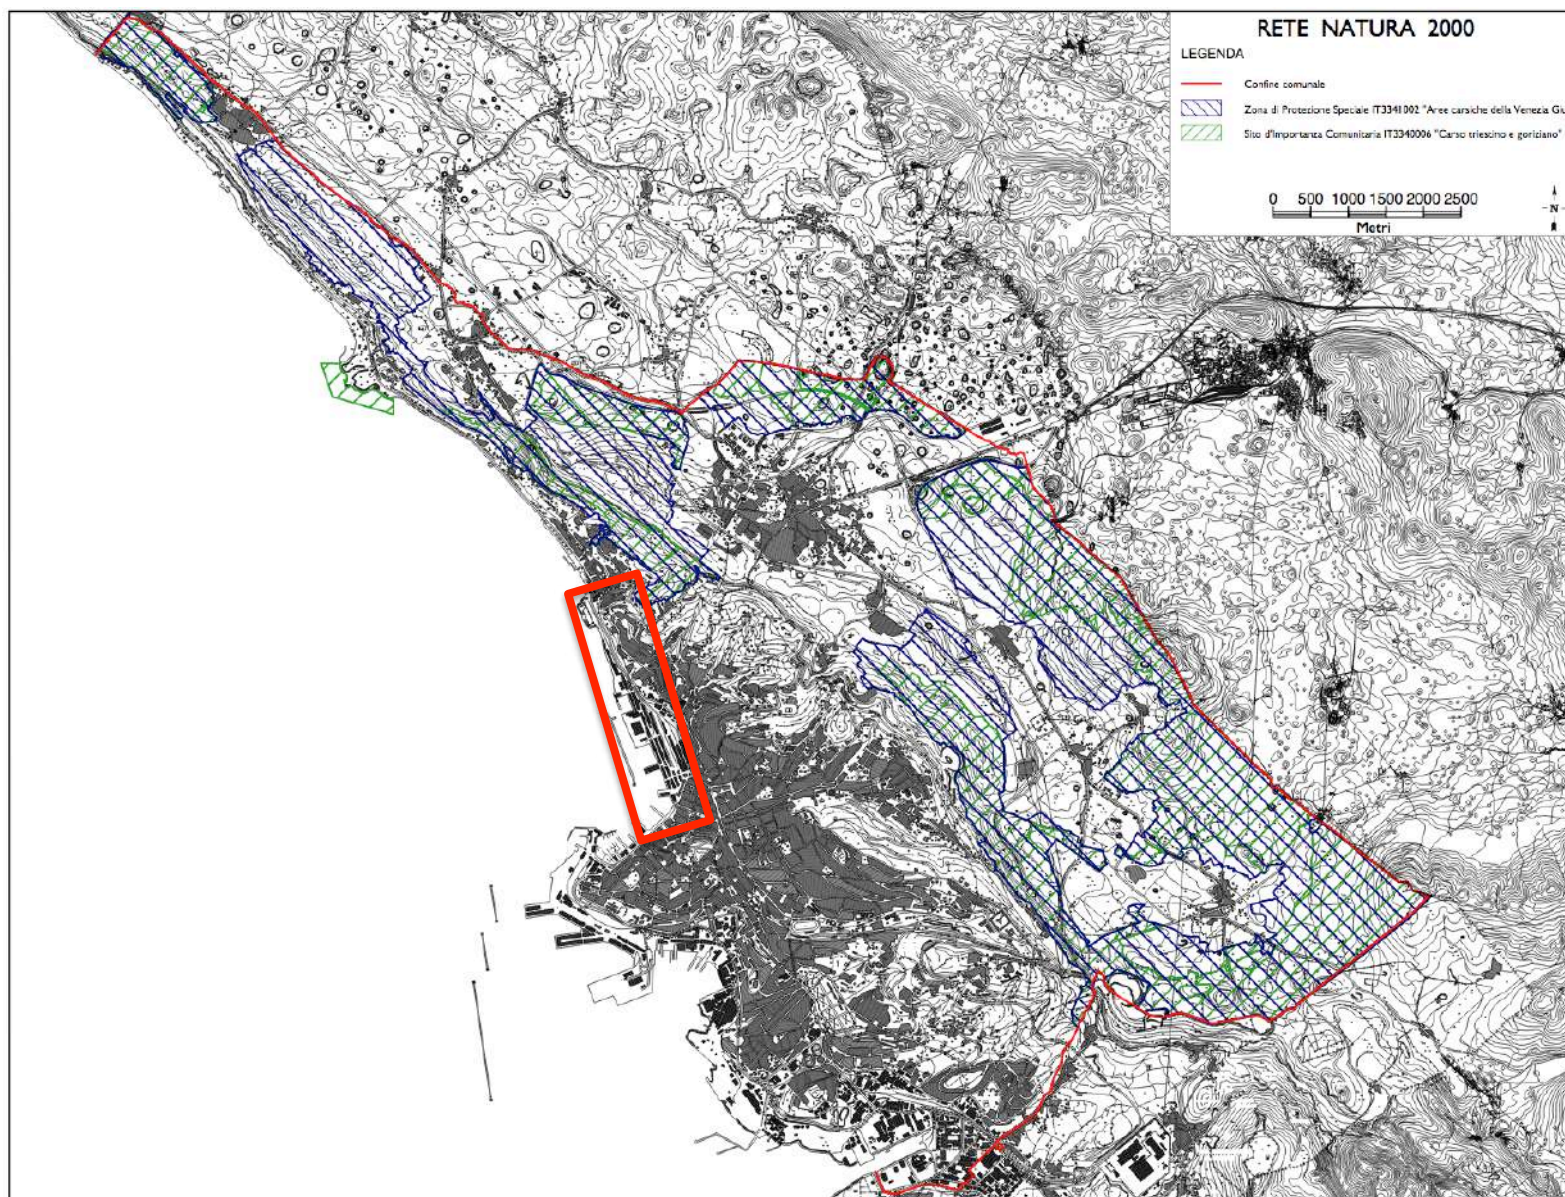 RETE NATURA 2000
LEGENDA
Confine comunale
Zona di Protezione Speciale IT3341002 "Aree carsiche della Venezia Giu
Sito d'Importanza Comunitaria IT3340006 "Carso triestino e goriziano"
0 500 1000 1500 2000 2500
Metri
-N-